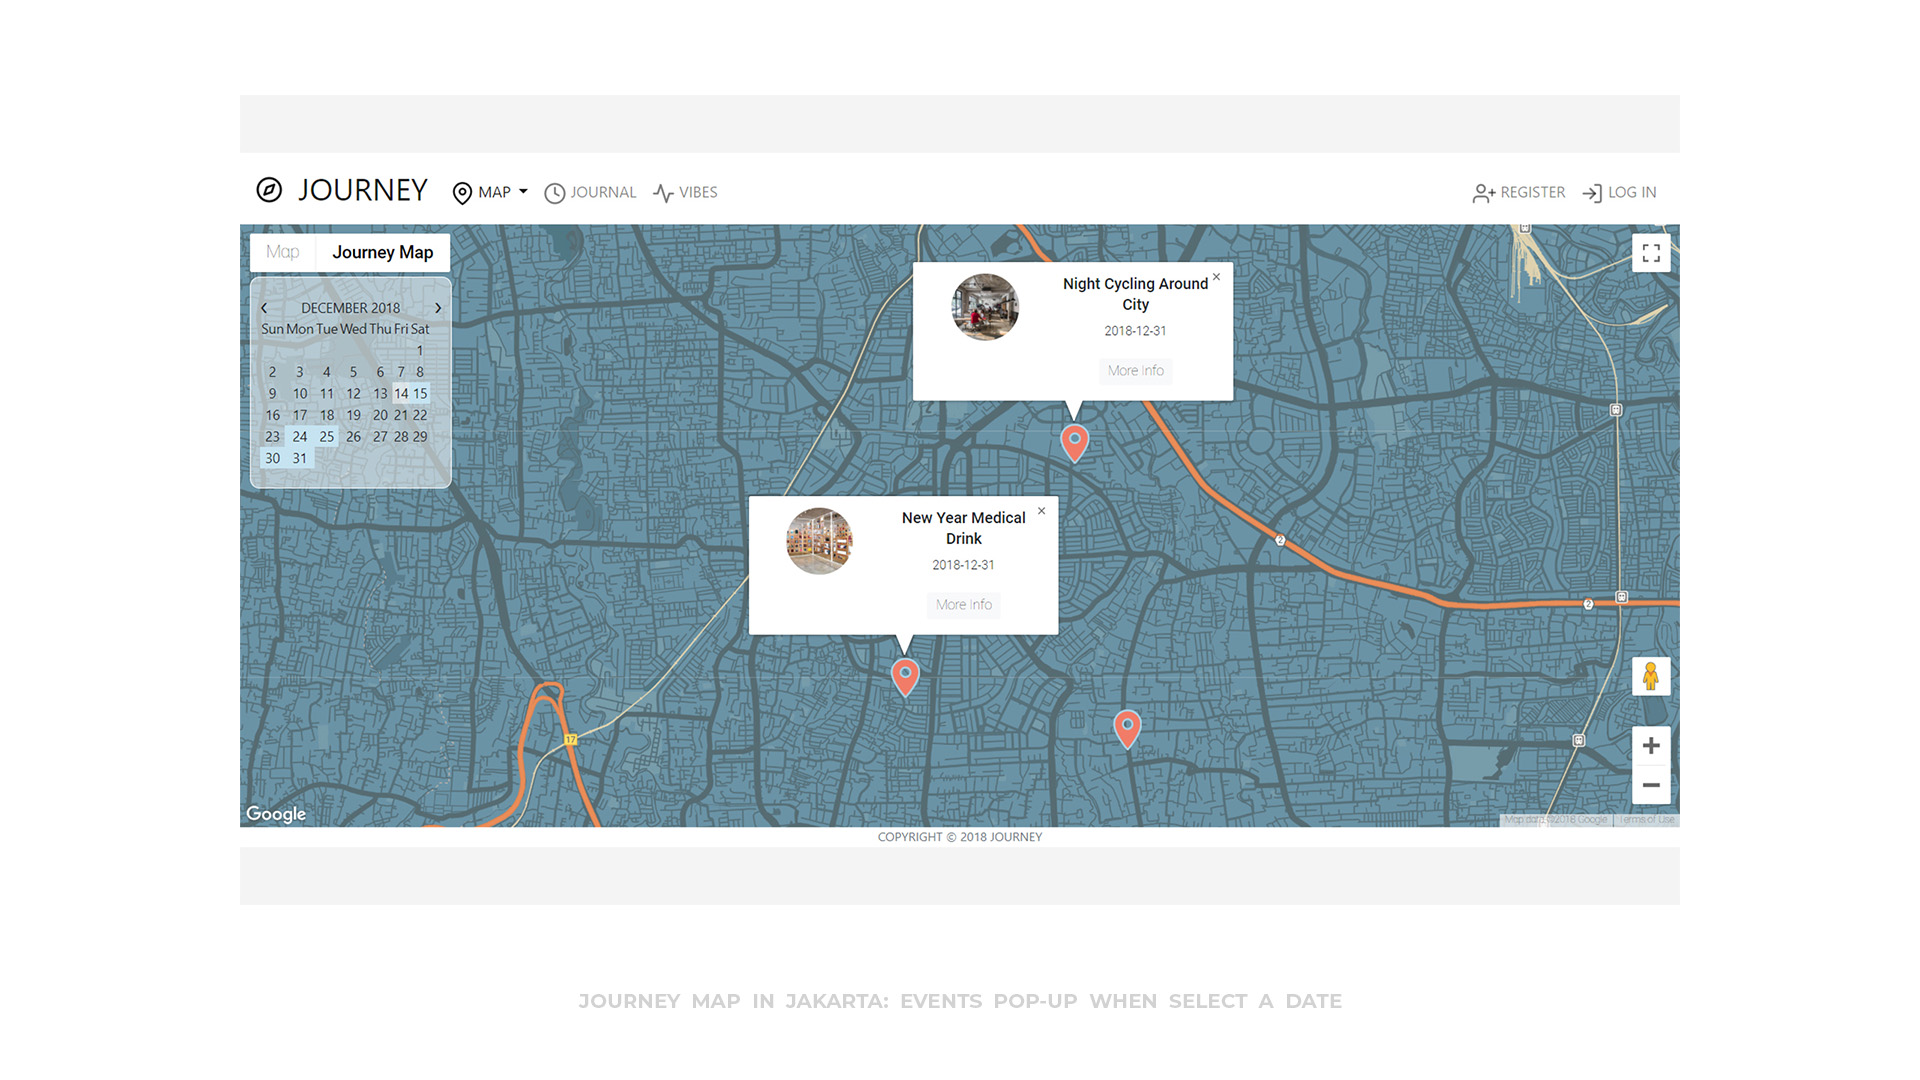 JOURNEY MAP JOURNAL VIBES REGISTER LOG IN
Map Journey Map
DECEMBER 2018
Sun Mon Tue Wed Thu Fri Sat
1
2 3 4 5 6 7 8
9 10 11 12 13 14 15
16 17 18 19 20 21 22
23 24 25 26 27 28 29
30 31
Night Cycling Around
City
2018-12-31
More Info
New Year Medical
Drink
2018-12-31
More Info
2
2
17
Google
Map data ©2018 Google Terms of Use
COPYRIGHT © 2018 JOURNEY
JOURNEY MAP IN JAKARTA: EVENTS POP-UP WHEN SELECT A DATE